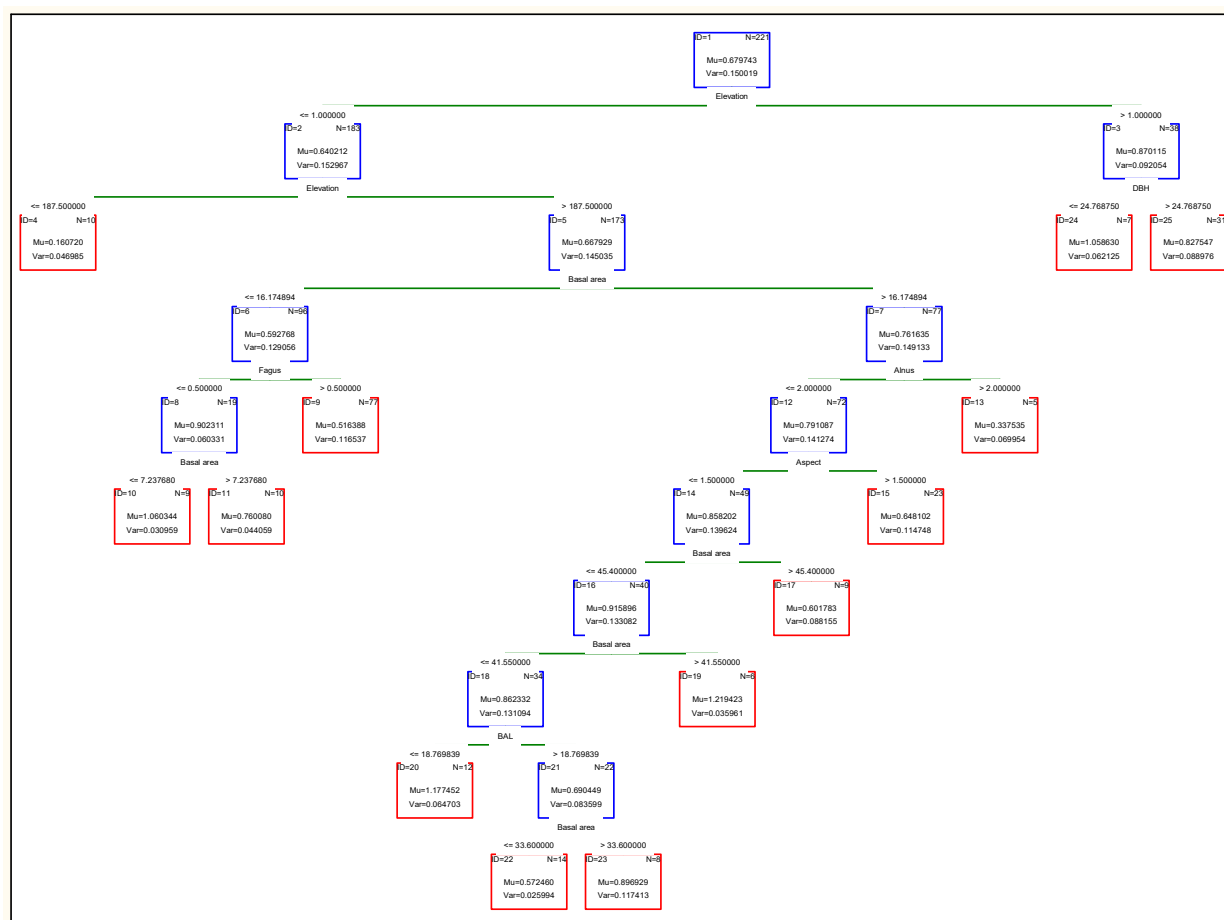 ID=1 N=221
Mu=0.679743
Var=0.150019
Elevation
<= 1.000000 > 1.000000
ID=2 N=183 ID=3 N=38
Mu=0.640212 Mu=0.870115
Var=0.152967 Var=0.092054
Elevation DBH
<= 187.500000 > 187.500000 <= 24.768750 > 24.768750
ID=4 N=10 ID=5 N=173 ID=24 N=7 ID=25 N=31
Mu=0.160720 Mu=0.667929 Mu=1.058630 Mu=0.827547
Var=0.046985 Var=0.145035 Var=0.062125 Var=0.088976
Basal area
<= 16.174894 > 16.174894
ID=6 N=96 ID=7 N=77
Mu=0.592768 Mu=0.761635
Var=0.129056 Var=0.149133
Fagus Alnus
<= 0.500000 > 0.500000 <= 2.000000 > 2.000000
ID=8 N=19 ID=9 N=77 ID=12 N=72 ID=13 N=5
Mu=0.902311 Mu=0.516388 Mu=0.791087 Mu=0.337535
Var=0.060331 Var=0.116537 Var=0.141274 Var=0.069954
Basal area Aspect
<= 7.237680 > 7.237680 <= 1.500000 > 1.500000
ID=10 N=9 ID=11 N=10 ID=14 N=49 ID=15 N=23
Mu=1.060344 Mu=0.760080 Mu=0.858202 Mu=0.648102
Var=0.030959 Var=0.044059 Var=0.139624 Var=0.114748
Basal area
<= 45.400000 > 45.400000
ID=16 N=40 ID=17 N=9
Mu=0.915896 Mu=0.601783
Var=0.133082 Var=0.088155
Basal area
<= 41.550000 > 41.550000
ID=18 N=34 ID=19 N=6
Mu=0.862332 Mu=1.219423
Var=0.131094 Var=0.035961
BAL
<= 18.769839 > 18.769839
ID=20 N=12 ID=21 N=22
Mu=1.177452 Mu=0.690449
Var=0.064703 Var=0.083599
Basal area
<= 33.600000 > 33.600000
ID=22 N=14 ID=23 N=8
Mu=0.572460 Mu=0.896929
Var=0.025994 Var=0.117413